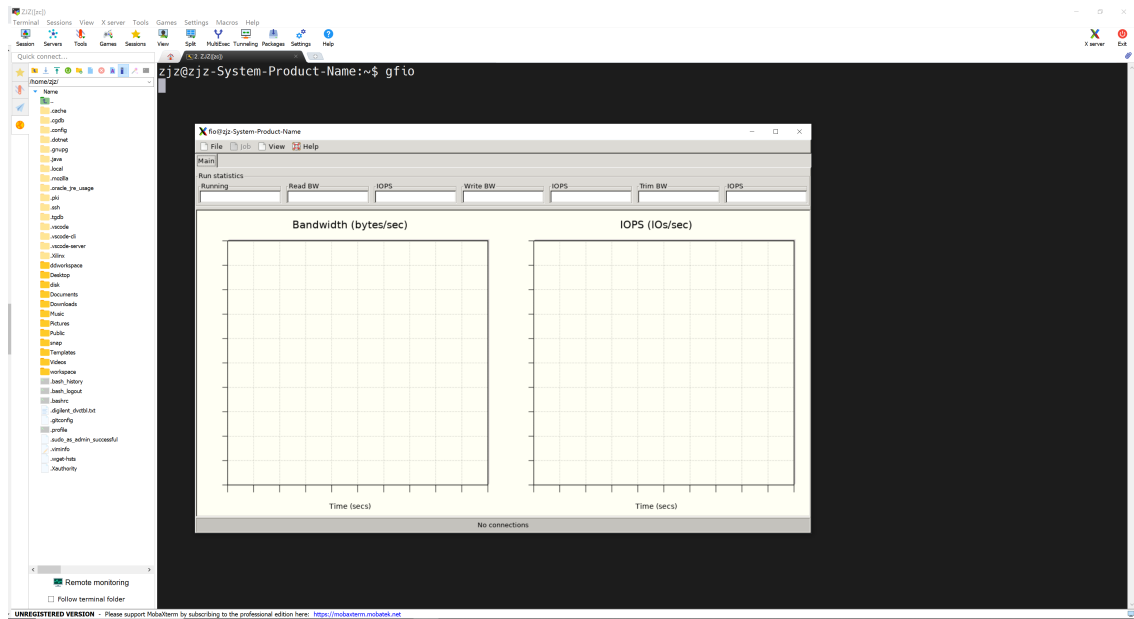 ZJZ([zc])
Terminal Sessions View X server Tools Games Settings Macros Help
Session Servers Tools Games Sessions View Split MultiExec Tunneling Packages Settings Help X server Exit
Quick connect...
2. ZJZ([zc])
/home/zjz/
Name
..
.cache
.cgdb
.config
.dotnet
.gnupg
.java
.local
.mozilla
.oracle_jre_usage
.pki
.ssh
.tgdb
.vscode
.vscode-cli
.vscode-server
.Xilinx
ddworkspace
Desktop
disk
Documents
Downloads
Music
Pictures
Public
snap
Templates
Videos
workspace
.bash_history
.bash_logout
.bashrc
.digilent_dvctbl.txt
.gitconfig
.profile
.sudo_as_admin_successful
.viminfo
.wget-hsts
.Xauthority
Remote monitoring
Follow terminal folder
zjz@zjz-System-Product-Name:~$ gfio
fio@zjz-System-Product-Name
File Job View Help
Main
Run statistics
Running Read BW IOPS Write BW IOPS Trim BW IOPS
Bandwidth (bytes/sec) IOPS (IOs/sec)
Time (secs) Time (secs)
No connections
UNREGISTERED VERSION - Please support MobaXterm by subscribing to the professional edition here: https://mobaxterm.mobatek.net